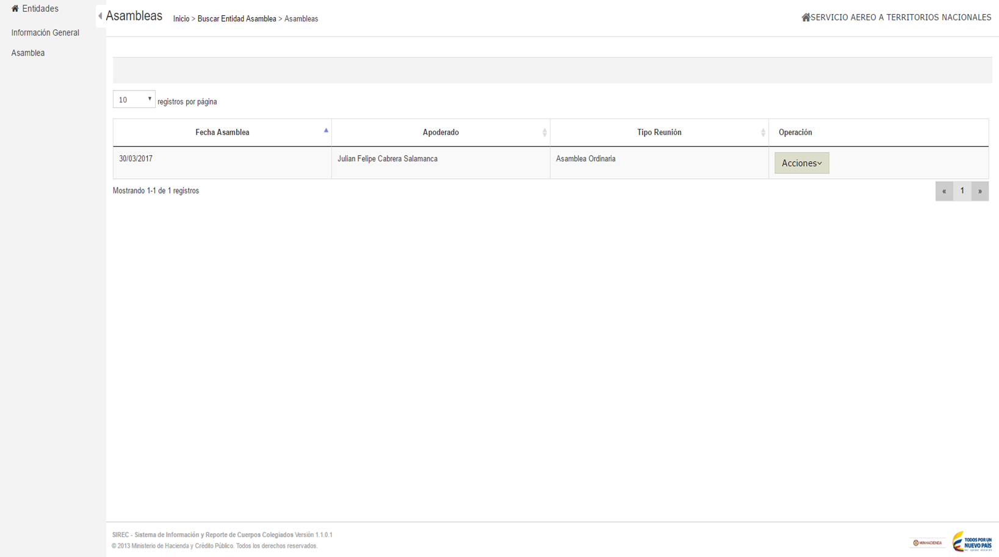 Entidades
Información General
Asamblea
Asambleas
Inicio > Buscar Entidad Asamblea > Asambleas
SERVICIO AEREO A TERRITORIOS NACIONALES
10
registros por página
Fecha Asamblea
Apoderado
Tipo Reunión
Operación
30/03/2017
Julian Felipe Cabrera Salamanca
Asamblea Ordinaria
Acciones
Mostrando 1-1 de 1 registros
« 1 »
SIREC - Sistema de Información y Reporte de Cuerpos Colegiados Versión 1.1.0.1
© 2013 Ministerio de Hacienda y Crédito Público. Todos los derechos reservados.
MINHACIENDA
TODOS POR UN
NUEVO PAÍS